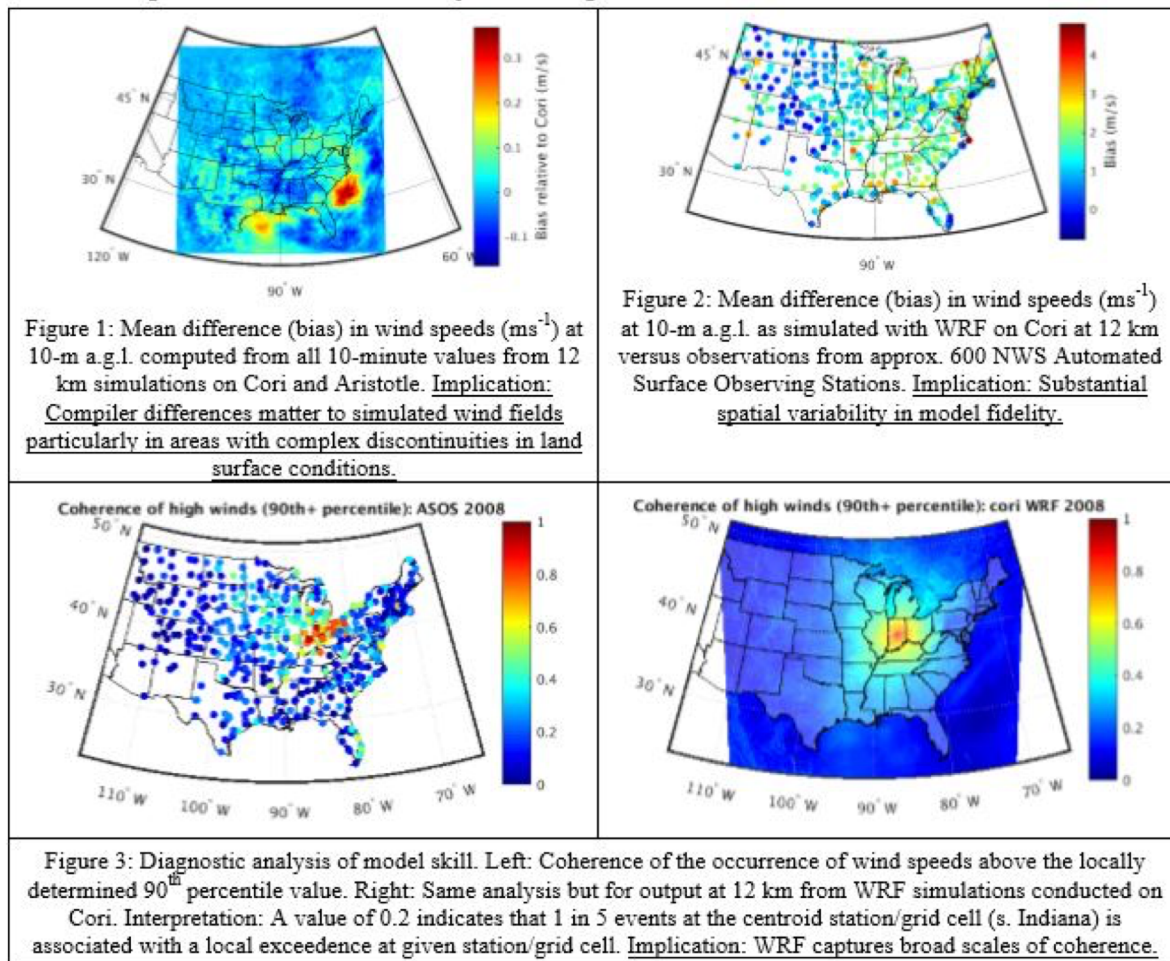 45° N
30° N
120° W
90° W
60° W
0.3
0.2
0.1
0
-0.1
Bias relative to Cori (m/s)
Figure 1: Mean difference (bias) in wind speeds (ms-1) at
10-m a.g.l. computed from all 10-minute values from 12
km simulations on Cori and Aristotle. Implication:
Compiler differences matter to simulated wind fields
particularly in areas with complex discontinuities in land
surface conditions.
45° N
30° N
90° W
4
3
2
1
0
Bias (m/s)
Figure 2: Mean difference (bias) in wind speeds (ms-1)
at 10-m a.g.l. as simulated with WRF on Cori at 12 km
versus observations from approx. 600 NWS Automated
Surface Observing Stations. Implication: Substantial
spatial variability in model fidelity.
Coherence of high winds (90th+ percentile): ASOS 2008
50° N
40° N
30° N
110° W
100° W
90° W
80° W
70° W
1
0.8
0.6
0.4
0.2
0
Coherence of high winds (90th+ percentile): cori WRF 2008
50° N
40° N
30° N
110° W
100° W
90° W
80° W
70° W
1
0.8
0.6
0.4
0.2
0
Figure 3: Diagnostic analysis of model skill. Left: Coherence of the occurrence of wind speeds above the locally
determined 90th percentile value. Right: Same analysis but for output at 12 km from WRF simulations conducted on
Cori. Interpretation: A value of 0.2 indicates that 1 in 5 events at the centroid station/grid cell (s. Indiana) is
associated with a local exceedence at given station/grid cell. Implication: WRF captures broad scales of coherence.